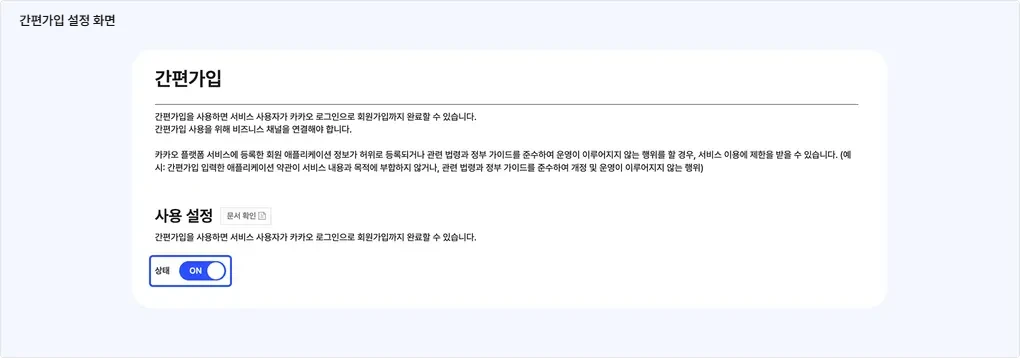 간편가입 설정 화면
간편가입
간편가입을 사용하면 서비스 사용자가 카카오 로그인으로 회원가입까지 완료할 수 있습니다.
간편가입 사용을 위해 비즈니스 채널을 연결해야 합니다.
카카오 플랫폼 서비스에 등록한 회원 애플리케이션 정보가 허위로 등록되거나 관련 법령과 정부 가이드를 준수하여 운영이 이루어지지 않는 행위를 할 경우, 서비스 이용에 제한을 받을 수 있습니다. (예
시: 간편가입 입력한 애플리케이션 약관이 서비스 내용과 목적에 부합하지 않거나, 관련 법령과 정부 가이드를 준수하여 개정 및 운영이 이루어지지 않는 행위)
사용 설정 문서 확인
간편가입을 사용하면 서비스 사용자가 카카오 로그인으로 회원가입까지 완료할 수 있습니다.
상태 ON